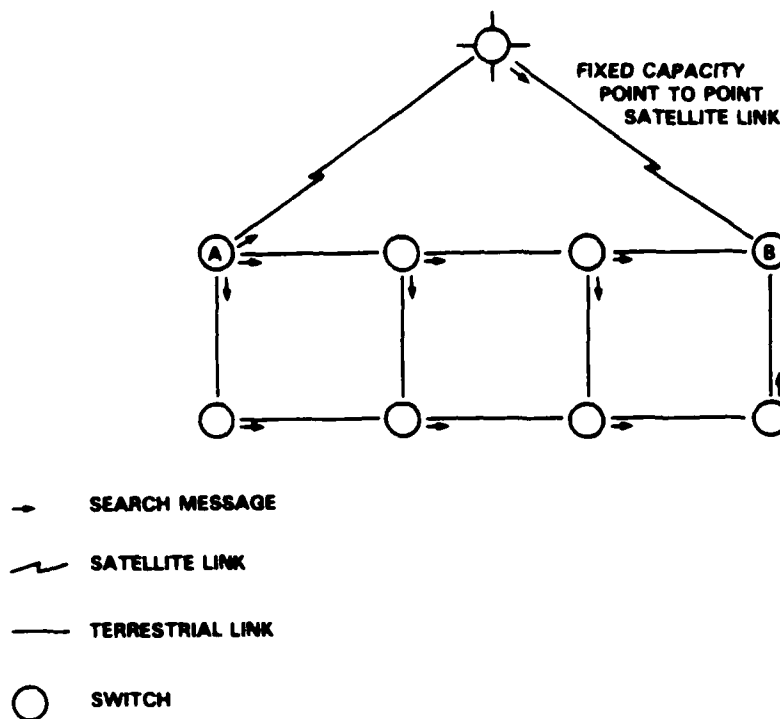 FIXED CAPACITY
POINT TO POINT
SATELLITE LINK
A
B
SEARCH MESSAGE
SATELLITE LINK
TERRESTRIAL LINK
SWITCH